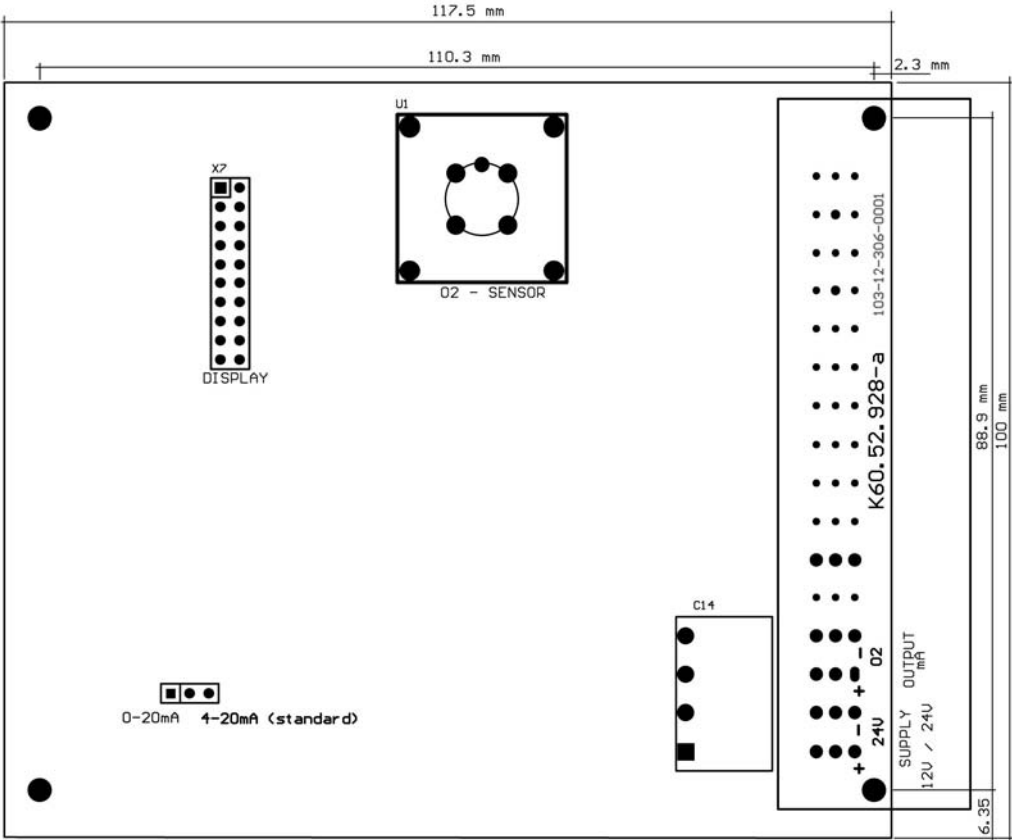 117.5 mm
110.3 mm
2.3 mm
U1
X7
O2 - SENSOR
DISPLAY
103-12-306-0001
K60.52.928-a
88.9 mm
100 mm
C14
- O2 +
OUTPUT
mA
0-20mA 4-20mA (standard)
+ 24V -
SUPPLY
12V / 24V
6.35